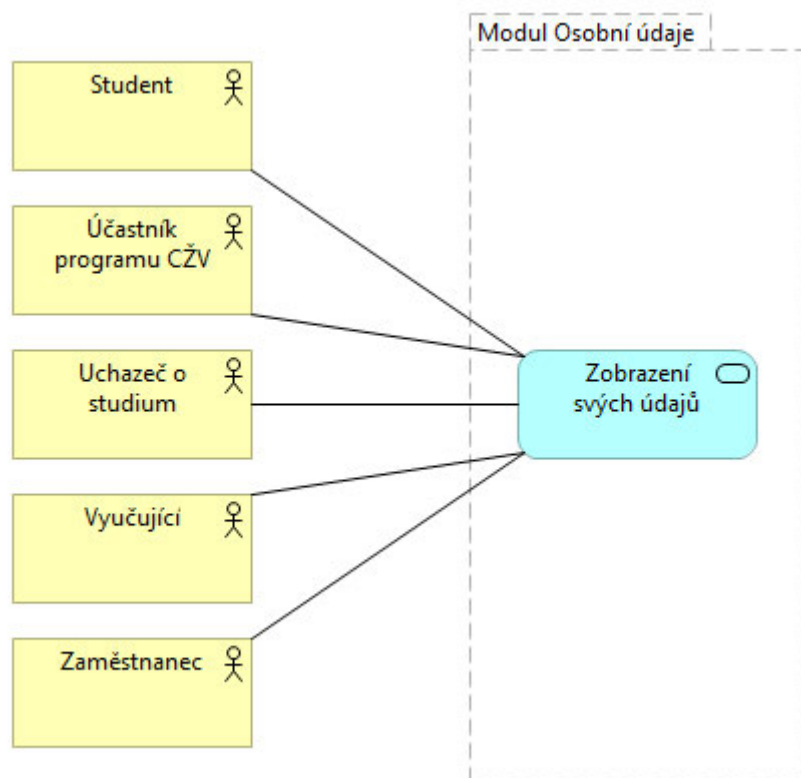 Modul Osobní údaje
Student
Účastník
programu CŽV
Uchazeč o
studium
Zobrazení
svých údajů
Vyučující
Zaměstnanec